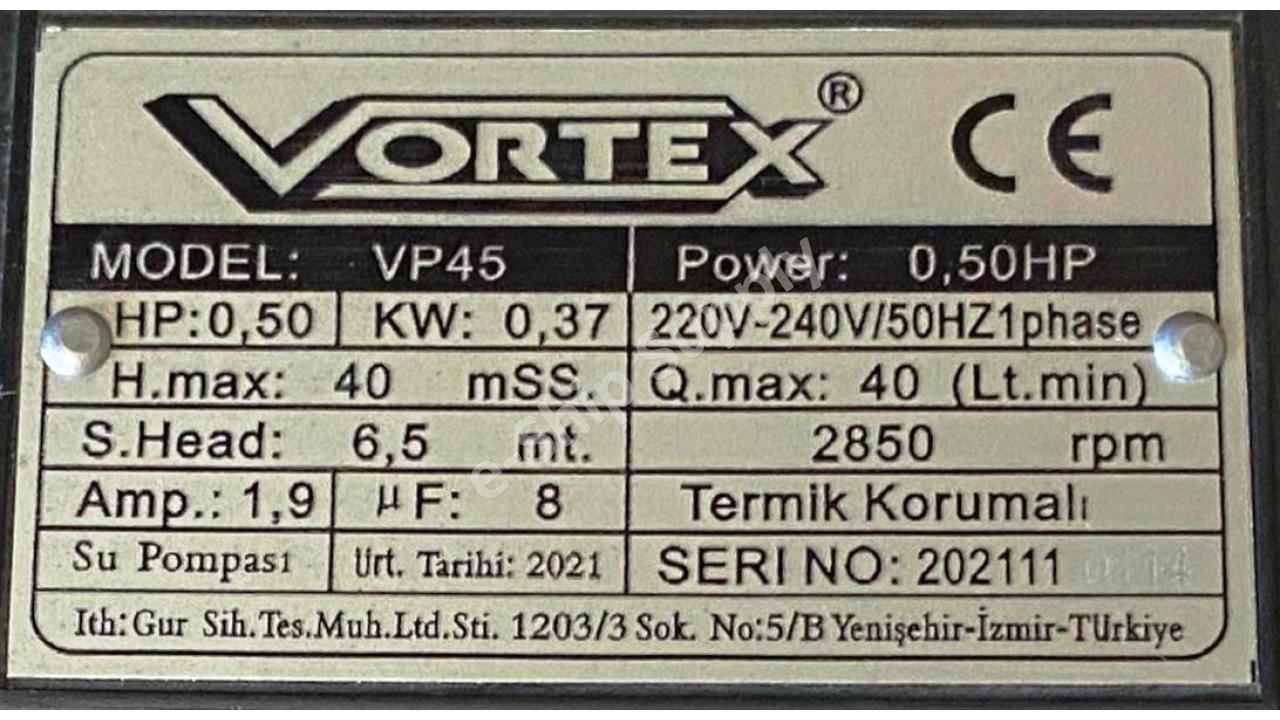 VORTEX® CE
MODEL: VP45 Power: 0,50HP
HP:0,50 KW: 0,37 220V-240V/50HZ1phase
H.max: 40 mSS. Q.max: 40 (Lt.min)
S.Head: 6,5 mt. 2850 rpm
Amp.: 1,9 µF: 8 Termik Korumalı
Su Pompası Urt. Tarihi: 2021 SERI NO: 202111
Ith: Gur Sih.Tes.Muh.Ltd.Sti. 1203/3 Sok. No:5/B Yenişehir-İzmir-TÜrkiye
e-ship Supply